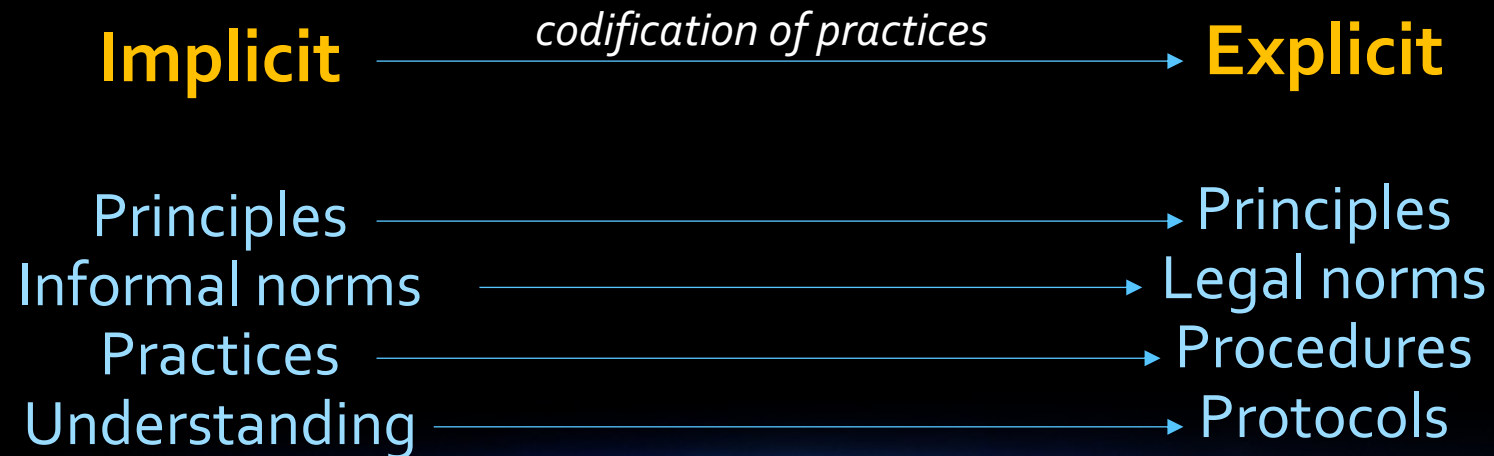 Implicit codification of practices Explicit
Principles Principles
Informal norms Legal norms
Practices Procedures
Understanding Protocols